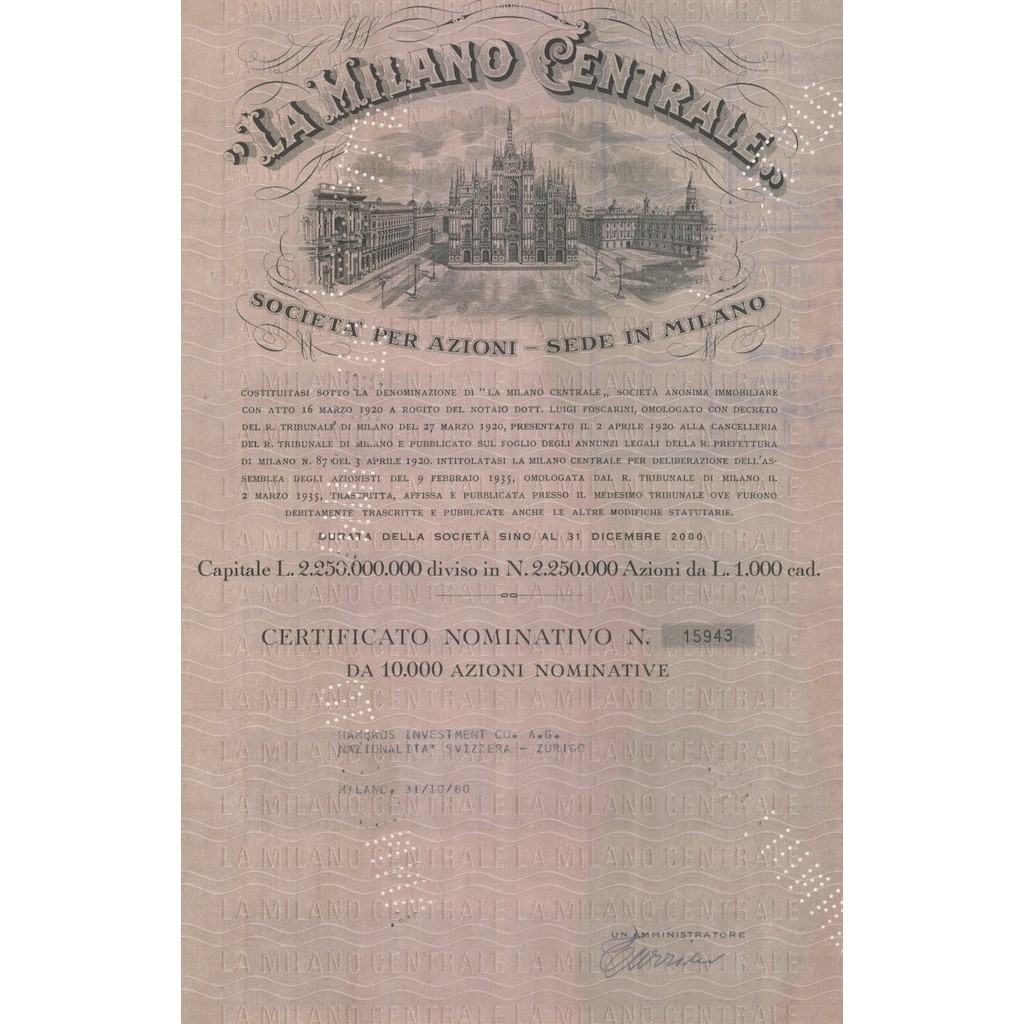 "LA MILANO CENTRALE„
SOCIETA' PER AZIONI – SEDE IN MILANO
COSTITUITASI SOTTO LA DENOMINAZIONE DI "LA MILANO CENTRALE„ SOCIETÀ ANONIMA IMMOBILIARE
CON ATTO 16 MARZO 1920 A ROGITO DEL NOTAIO DOTT. LUIGI FOSCARINI, OMOLOGATO CON DECRETO
DEL R. TRIBUNALE DI MILANO DEL 27 MARZO 1920, PRESENTATO IL 2 APRILE 1920 ALLA CANCELLERIA
DEL R. TRIBUNALE DI MILANO E PUBBLICATO SUL FOGLIO DEGLI ANNUNZI LEGALI DELLA R. PREFETTURA
DI MILANO N. 87 DEL 3 APRILE 1920. INTITOLATASI LA MILANO CENTRALE PER DELIBERAZIONE DELL'AS-
SEMBLEA DEGLI AZIONISTI DEL 9 FEBBRAIO 1935, OMOLOGATA DAL R. TRIBUNALE DI MILANO IL
2 MARZO 1935, TRASCRITTA, AFFISSA E PUBBLICATA PRESSO IL MEDESIMO TRIBUNALE OVE FURONO
DEBITAMENTE TRASCRITTE E PUBBLICATE ANCHE LE ALTRE MODIFICHE STATUTARIE.
DURATA DELLA SOCIETÀ SINO AL 31 DICEMBRE 2000
Capitale L. 2.250.000.000 diviso in N. 2.250.000 Azioni da L. 1.000 cad.
CERTIFICATO NOMINATIVO N. 15943
DA 10.000 AZIONI NOMINATIVE
HAMBROS INVESTMENT CO. A.G.
NAZIONALITA' SVIZZERA - ZURIGO
MILANO, 31/10/80
UN AMMINISTRATORE